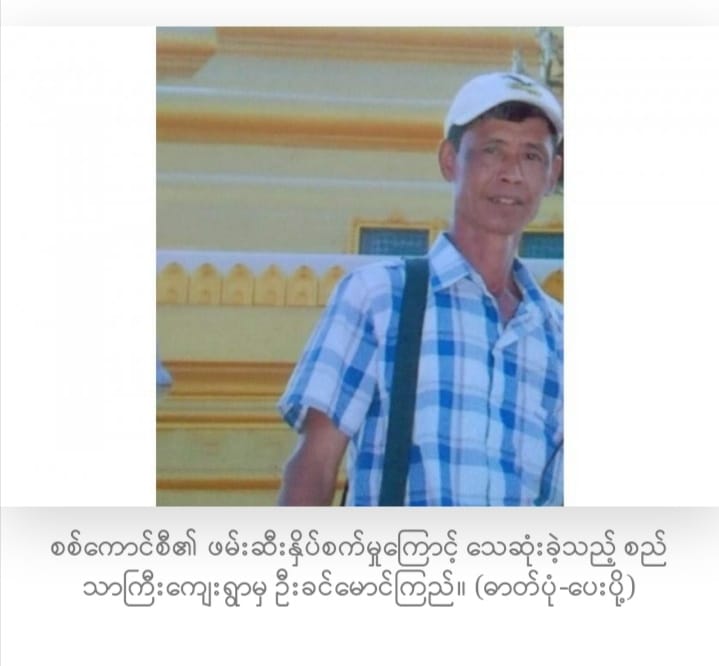 စစ်ကောင်စီ၏ ဖမ်းဆီးနှိပ်စက်မှုကြောင့် သေဆုံးခဲ့သည့် စည်
သာကြီးကျေးရွာမှ ဦးခင်မောင်ကြည်။ (ဓာတ်ပုံ-ပေးပို့)